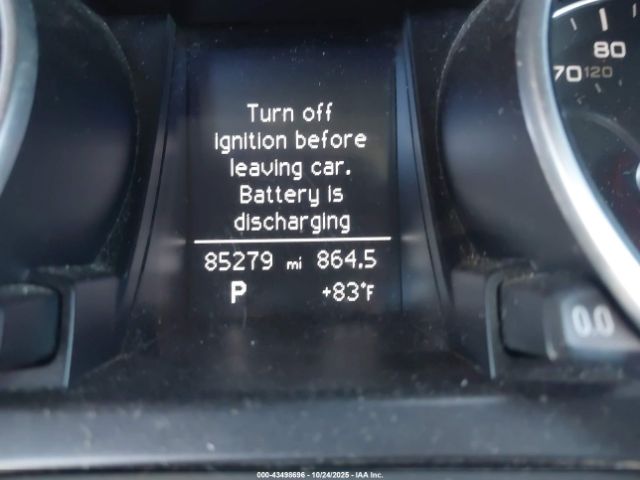 Turn off
ignition before
leaving car.
Battery is
discharging
85279 mi 864.5
P +83°F
80
70 120
0.0
000-43498696 - 10/24/2025 - IAA Inc.